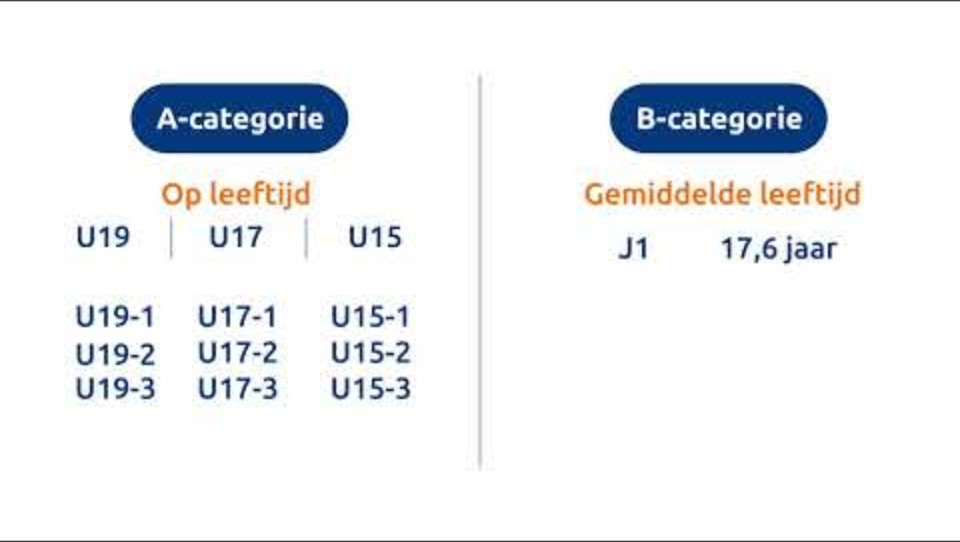 A-categorie
Op leeftijd
U19 U17 U15
U19-1 U17-1 U15-1
U19-2 U17-2 U15-2
U19-3 U17-3 U15-3
B-categorie
Gemiddelde leeftijd
J1 17,6 jaar